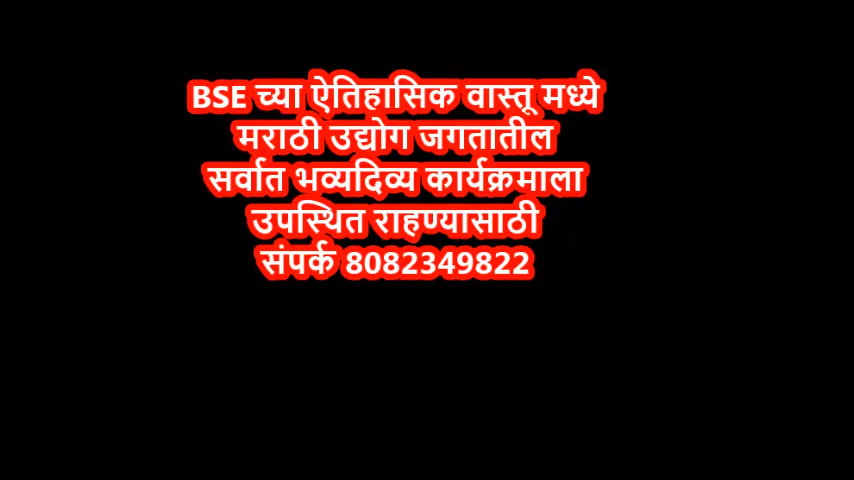 BSE च्या ऐतिहासिक वास्तू मध्ये
मराठी उद्योग जगतातील
सर्वात भव्यदिव्य कार्यक्रमाला
उपस्थित राहण्यासाठी
संपर्क 8082349822